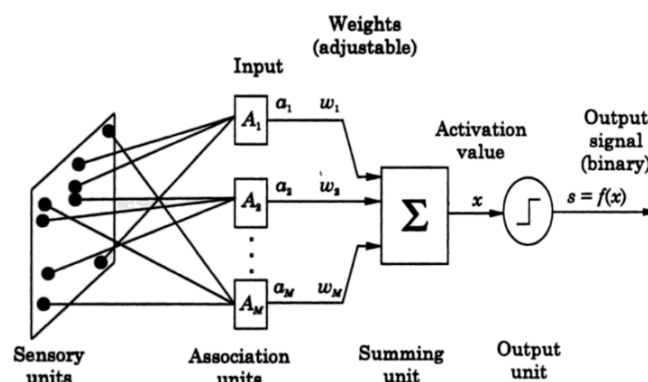 Weights
(adjustable)
Input
a₁ w₁
A₁
Activation
value
Output
signal
(binary)
a₂ w₂
A₂
Σ
x
s = f(x)
a_M w_M
A_M
Sensory
units
Association
units
Summing
unit
Output
unit